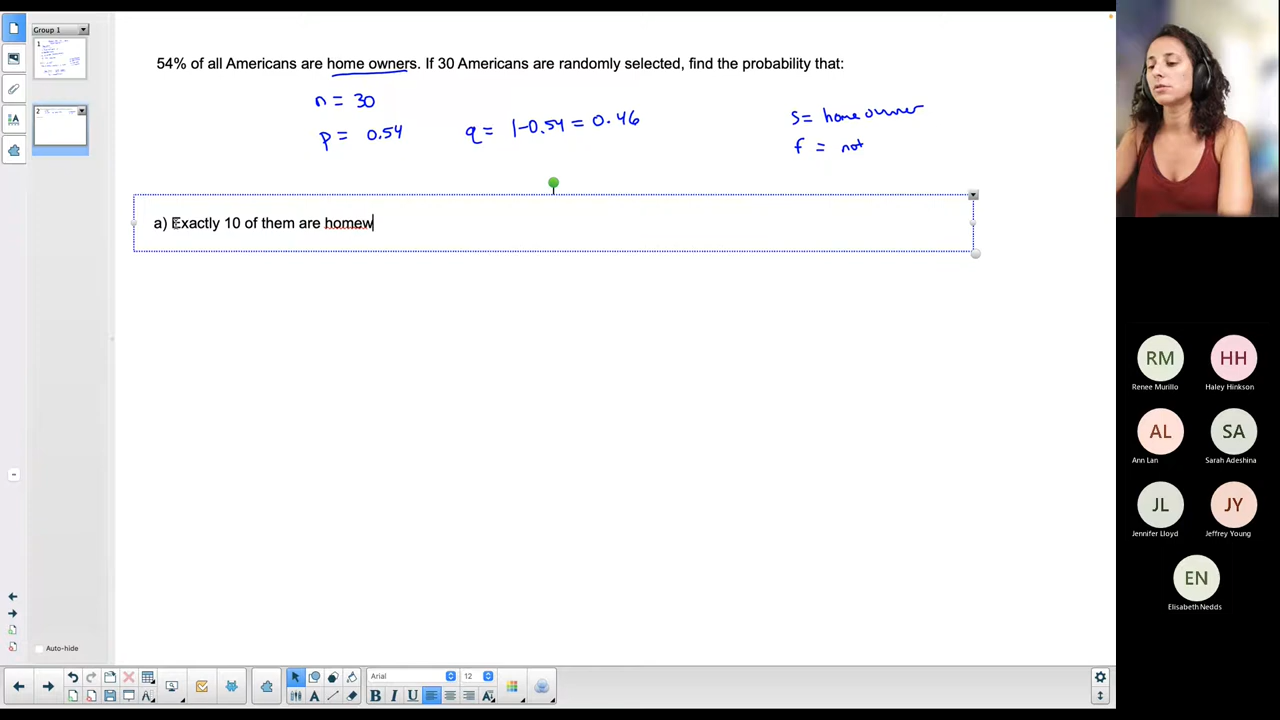 Group 1
1
2
54% of all Americans are home owners. If 30 Americans are randomly selected, find the probability that:
n = 30
p = 0.54
q = 1-0.54 = 0.46
S = home owner
f = not
a) Exactly 10 of them are homew
RM
Renee Murillo
HH
Haley Hinkson
AL
Ann Lan
SA
Sarah Adeshina
JL
Jennifer Lloyd
JY
Jeffrey Young
EN
Elisabeth Nedds
Auto-hide
Arial
12
B I U